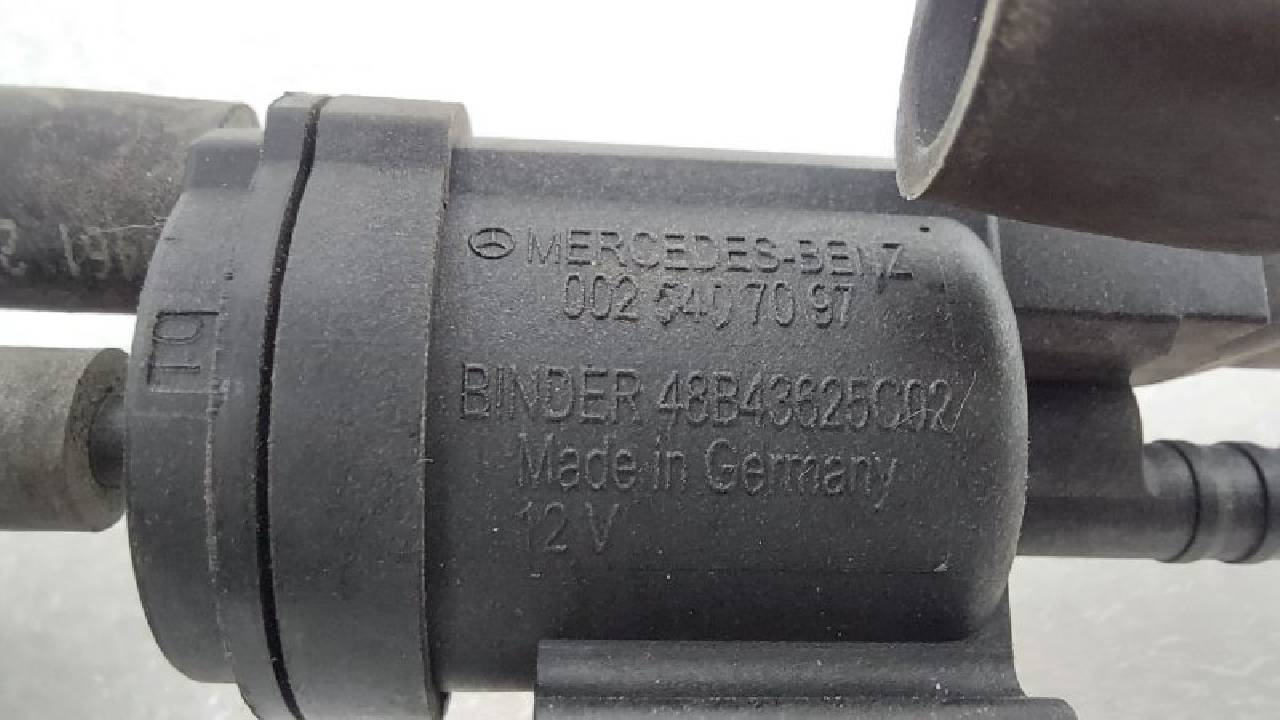 MERCEDES-BENZ
002 540 70 97
BINDER 48B43625C02/
Made in Germany
12 V